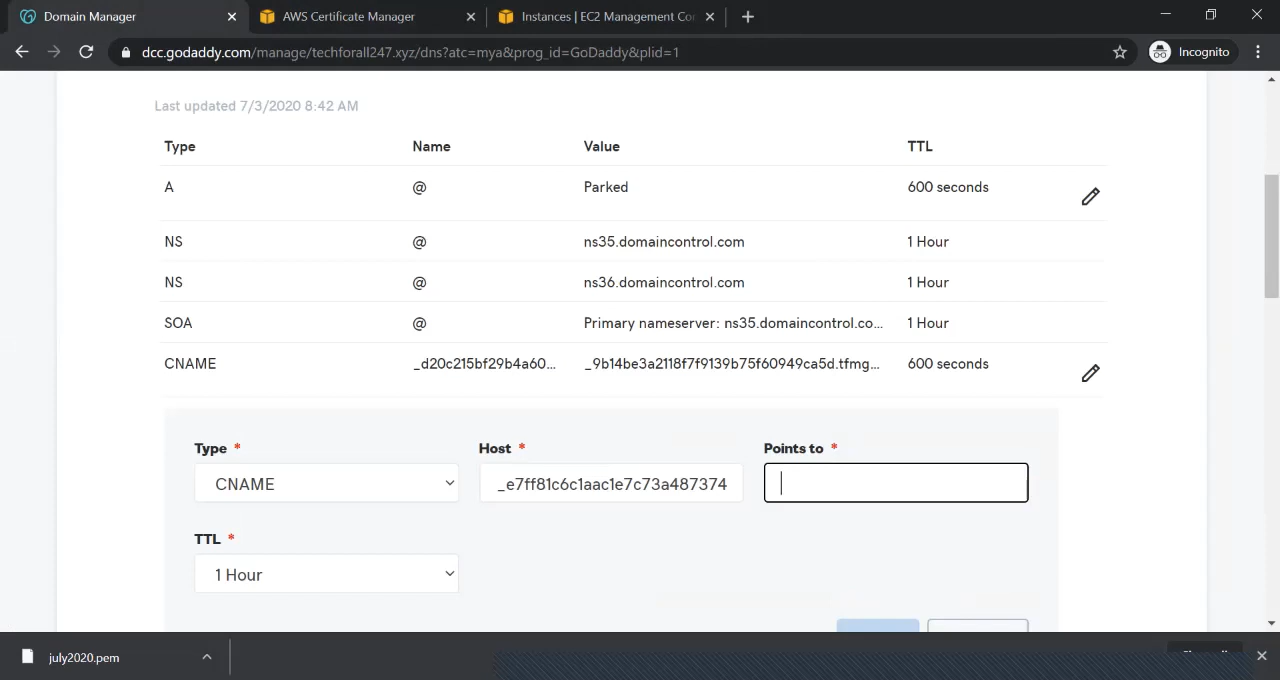 Domain Manager
AWS Certificate Manager
Instances | EC2 Management Co
dcc.godaddy.com/manage/techforall247.xyz/dns?atc=mya&prog_id=GoDaddy&plid=1
Incognito
Last updated 7/3/2020 8:42 AM
Type Name Value TTL
A @ Parked 600 seconds
NS @ ns35.domaincontrol.com 1 Hour
NS @ ns36.domaincontrol.com 1 Hour
SOA @ Primary nameserver: ns35.domaincontrol.co... 1 Hour
CNAME _d20c215bf29b4a60... _9b14be3a2118f7f9139b75f60949ca5d.tfmg... 600 seconds
Type * Host * Points to *
CNAME _e7ff81c6c1aac1e7c73a487374
TTL *
1 Hour
july2020.pem